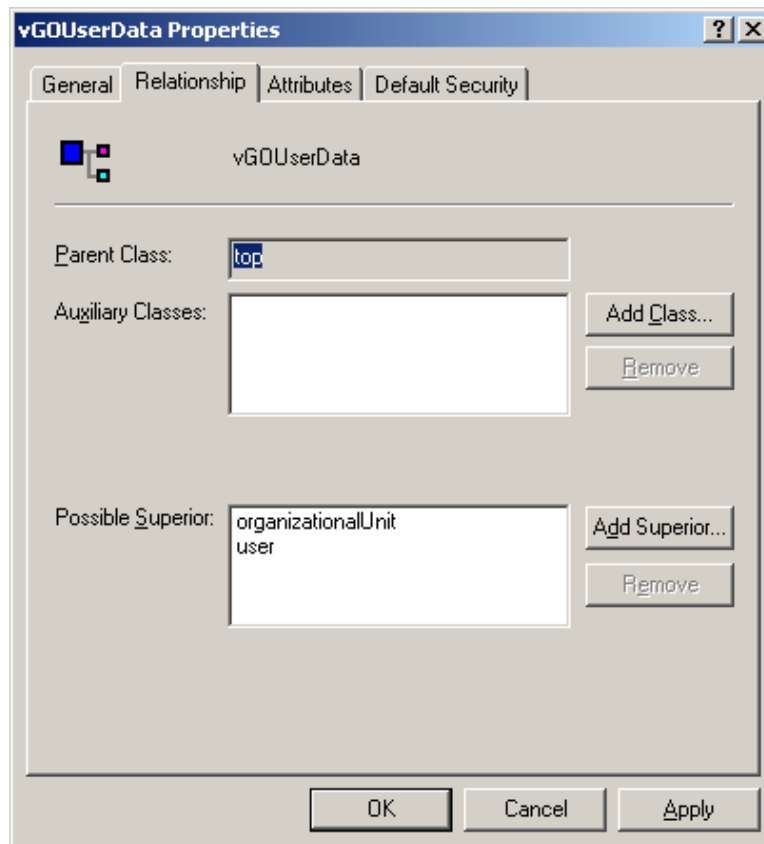 vGOUserData Properties
? X
General Relationship Attributes Default Security
vGOUserData
Parent Class: top
Auxiliary Classes:
Add Class...
Remove
Possible Superior: organizationalUnit
user
Add Superior...
Remove
OK Cancel Apply